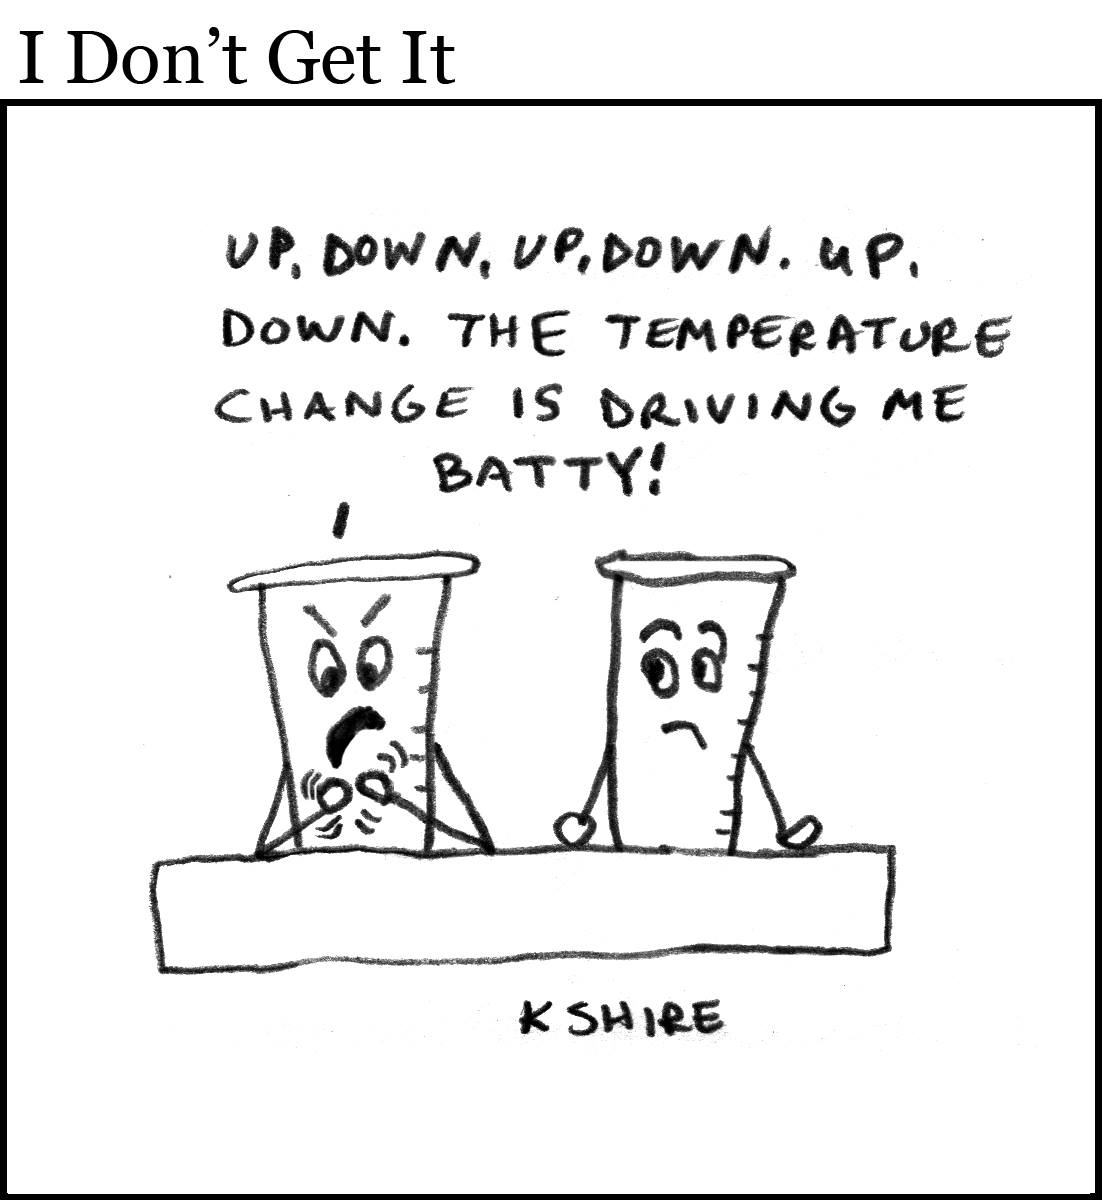 I Don't Get It
UP, DOWN, UP, DOWN. UP.
DOWN. THE TEMPERATURE
CHANGE IS DRIVING ME
BATTY!
K SHIRE